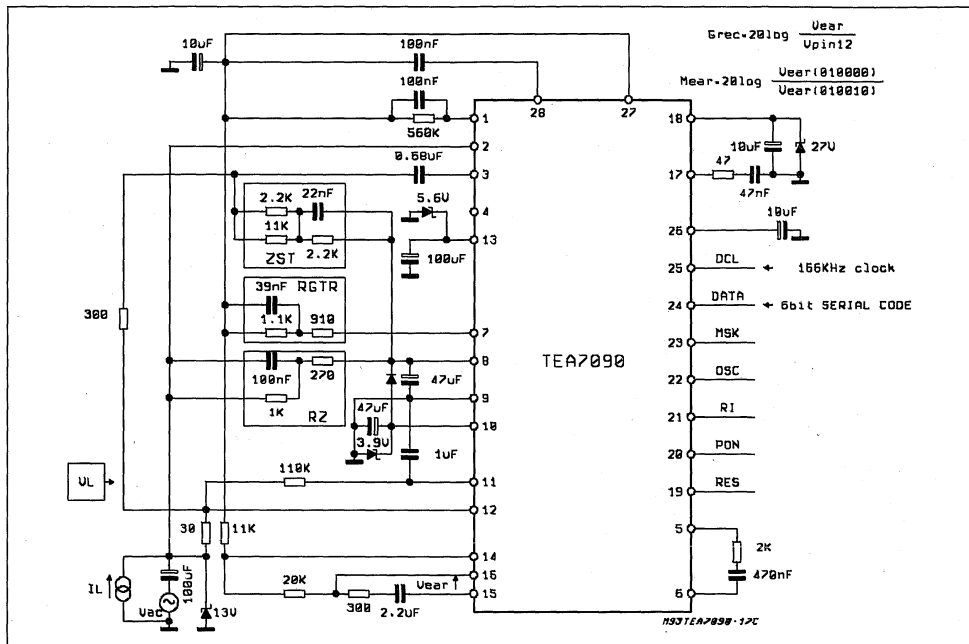 10uF
100nF
Grec=20log Vear
Vpin12
100nF
Mear=20log Vear(010000)
Vear(010010)
28
27
560K
1
18
10uF
27V
2
0.68uF
3
47
17
47nF
2.2K
22nF
5.6V
4
10uF
11K
26
2.2K
13
ZST
100uF
25
DCL
166KHz clock
39nF
RGTR
24
DATA
6bit SERIAL CODE
300
1.1K
910
7
23
MSK
TEA7090
8
100nF
270
22
OSC
47uF
1K
9
RZ
47uF
21
RI
10
3.9V
1uF
20
PON
VL
110K
11
19
RES
12
30
11K
5
2K
14
IL
100uF
20K
16
470nF
Vear
300
15
6
Vac
13V
2.2uF
M93TEA7090-17C